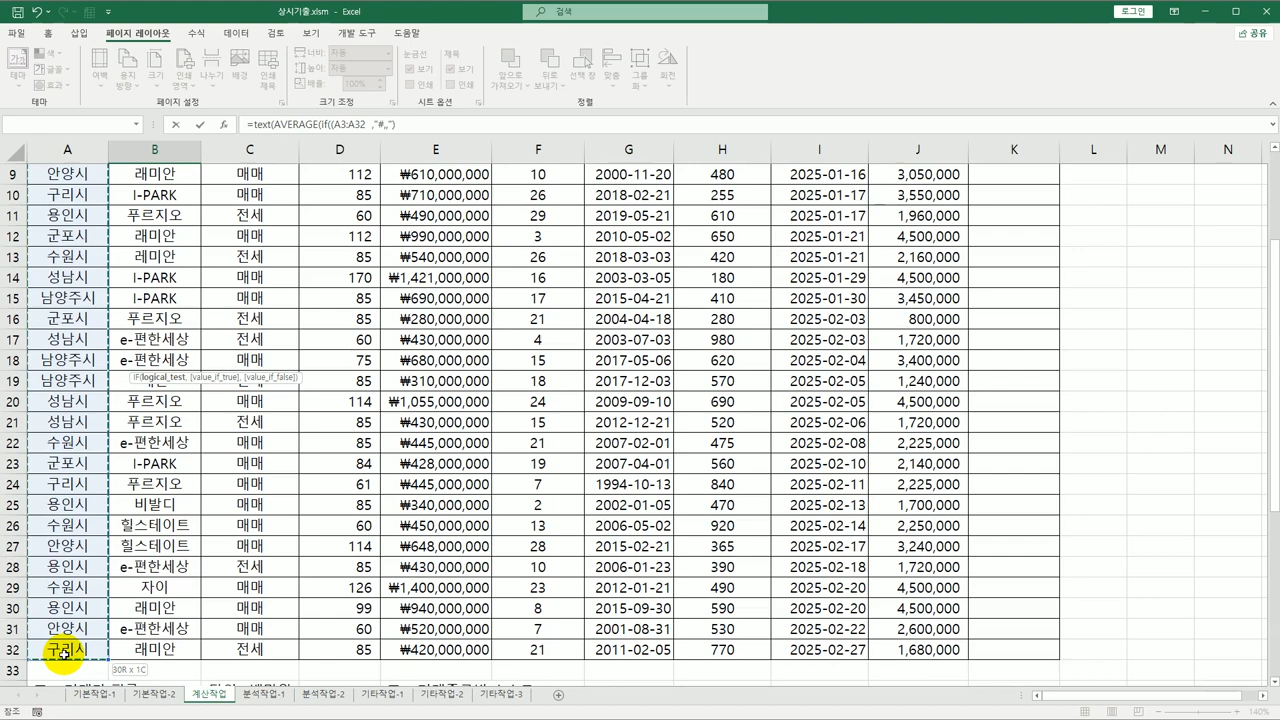 상시기출.xlsm - Excel
검색
로그인
파일 홈 삽입 페이지 레이아웃 수식 데이터 검토 보기 개발 도구 도움말
공유
테마 색 글꼴 효과
테마
여백 용지 방향 크기 인쇄 영역 나누기 배경 인쇄 제목
페이지 설정
너비: 자동
높이: 자동
배율: 100%
크기 조정
눈금선 제목
보기 보기
인쇄 인쇄
시트 옵션
앞으로 가져오기 뒤로 보내기 선택 창 맞춤 그룹화 회전
정렬
=text(AVERAGE(if((A3:A32 ,"#,,")
A B C D E F G H I J K L M N
9 안양시 래미안 매매 112 ₩610,000,000 10 2000-11-20 480 2025-01-16 3,050,000
10 구리시 I-PARK 매매 85 ₩710,000,000 26 2018-02-21 255 2025-01-17 3,550,000
11 용인시 푸르지오 전세 60 ₩490,000,000 29 2019-05-21 610 2025-01-17 1,960,000
12 군포시 래미안 매매 112 ₩990,000,000 3 2010-05-02 650 2025-01-21 4,500,000
13 수원시 레미안 전세 85 ₩540,000,000 26 2018-03-03 420 2025-01-21 2,160,000
14 성남시 I-PARK 매매 170 ₩1,421,000,000 16 2003-03-05 180 2025-01-29 4,500,000
15 남양주시 I-PARK 매매 85 ₩690,000,000 17 2015-04-21 410 2025-01-30 3,450,000
16 군포시 푸르지오 전세 85 ₩280,000,000 21 2004-04-18 280 2025-02-03 800,000
17 성남시 e-편한세상 전세 60 ₩430,000,000 4 2003-07-03 980 2025-02-03 1,720,000
18 남양주시 e-편한세상 매매 75 ₩680,000,000 15 2017-05-06 620 2025-02-04 3,400,000
IF(logical_test, [value_if_true], [value_if_false])
19 남양주시 85 ₩310,000,000 18 2017-12-03 570 2025-02-05 1,240,000
20 성남시 푸르지오 매매 114 ₩1,055,000,000 24 2009-09-10 690 2025-02-05 4,500,000
21 성남시 푸르지오 전세 85 ₩430,000,000 15 2012-12-21 520 2025-02-06 1,720,000
22 수원시 e-편한세상 매매 85 ₩445,000,000 21 2007-02-01 475 2025-02-08 2,225,000
23 군포시 I-PARK 매매 84 ₩428,000,000 19 2007-04-01 560 2025-02-10 2,140,000
24 구리시 푸르지오 매매 61 ₩445,000,000 7 1994-10-13 840 2025-02-11 2,225,000
25 용인시 비발디 매매 85 ₩340,000,000 2 2002-01-05 470 2025-02-13 1,700,000
26 수원시 힐스테이트 매매 60 ₩450,000,000 13 2006-05-02 920 2025-02-14 2,250,000
27 안양시 힐스테이트 매매 114 ₩648,000,000 28 2015-02-21 365 2025-02-17 3,240,000
28 용인시 e-편한세상 전세 85 ₩430,000,000 10 2006-01-23 390 2025-02-18 1,720,000
29 수원시 자이 매매 126 ₩1,400,000,000 23 2012-01-21 490 2025-02-20 4,500,000
30 용인시 래미안 매매 99 ₩940,000,000 8 2015-09-30 590 2025-02-20 4,500,000
31 안양시 e-편한세상 매매 60 ₩520,000,000 7 2001-08-31 530 2025-02-22 2,600,000
32 구리시 래미안 전세 85 ₩420,000,000 21 2011-02-05 770 2025-02-27 1,680,000
33 30R x 1C
기본작업-1 기본작업-2 계산작업 분석작업-1 분석작업-2 기타작업-1 기타작업-2 기타작업-3
참조
140%